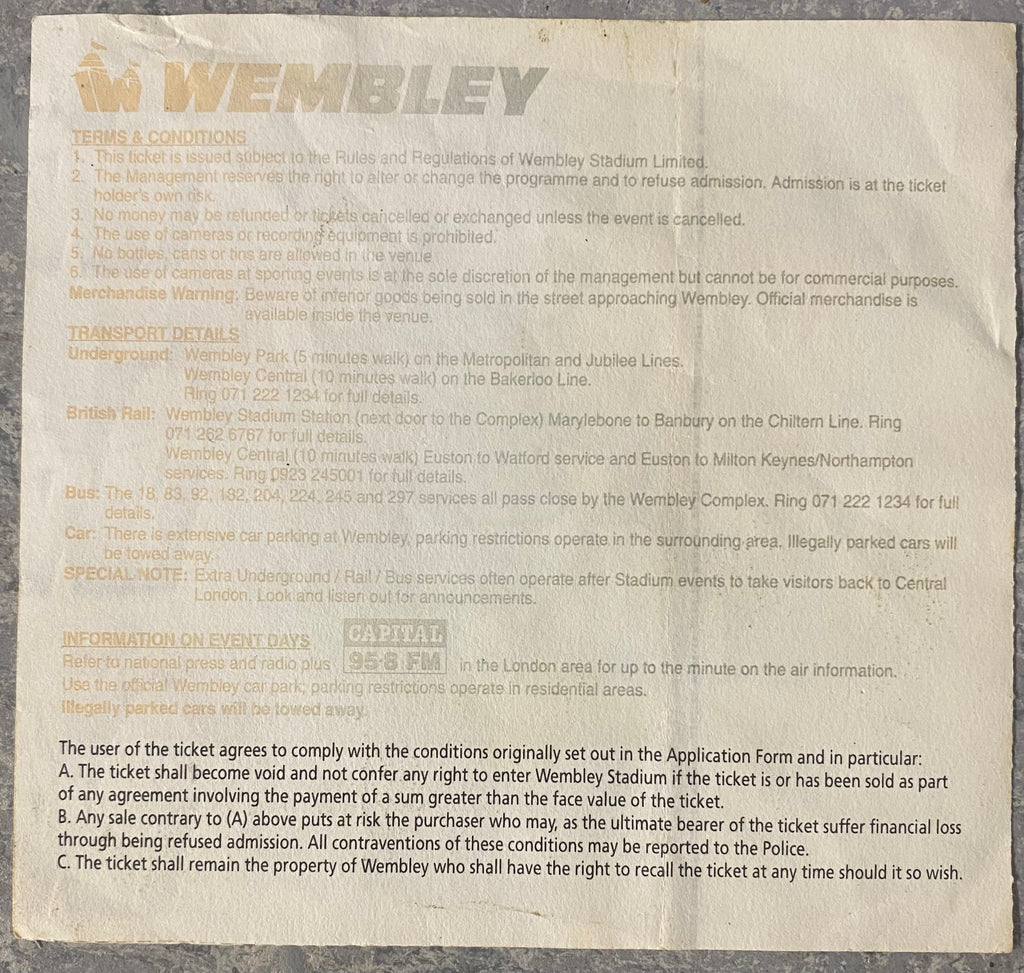 WEMBLEY
TERMS & CONDITIONS
1. This ticket is issued subject to the Rules and Regulations of Wembley Stadium Limited.
2. The Management reserves the right to alter or change the programme and to refuse admission. Admission is at the ticket
holder's own risk.
3. No money may be refunded or tickets cancelled or exchanged unless the event is cancelled.
4. The use of cameras or recording equipment is prohibited.
5. No bottles, cans or tins are allowed in the venue
6. The use of cameras at sporting events is at the sole discretion of the management but cannot be for commercial purposes.
Merchandise Warning: Beware of inferior goods being sold in the street approaching Wembley. Official merchandise is
available inside the venue.
TRANSPORT DETAILS
Underground: Wembley Park (5 minutes walk) on the Metropolitan and Jubilee Lines.
Wembley Central (10 minutes walk) on the Bakerloo Line.
Ring 071 222 1234 for full details.
British Rail: Wembley Stadium Station (next door to the Complex) Marylebone to Banbury on the Chiltern Line. Ring
071 262 6767 for full details.
Wembley Central (10 minutes walk) Euston to Watford service and Euston to Milton Keynes/Northampton
services. Ring 0923 245001 for full details.
Bus: The 18, 83, 92, 182, 204, 224, 245 and 297 services all pass close by the Wembley Complex. Ring 071 222 1234 for full
details.
Car: There is extensive car parking at Wembley, parking restrictions operate in the surrounding area. Illegally parked cars will
be towed away.
SPECIAL NOTE: Extra Underground / Rail / Bus services often operate after Stadium events to take visitors back to Central
London. Look and listen out for announcements.
INFORMATION ON EVENT DAYS
Refer to national press and radio plus CAPITAL 95·8 FM in the London area for up to the minute on the air information.
Use the official Wembley car park; parking restrictions operate in residential areas.
Illegally parked cars will be towed away.
The user of the ticket agrees to comply with the conditions originally set out in the Application Form and in particular:
A. The ticket shall become void and not confer any right to enter Wembley Stadium if the ticket is or has been sold as part
of any agreement involving the payment of a sum greater than the face value of the ticket.
B. Any sale contrary to (A) above puts at risk the purchaser who may, as the ultimate bearer of the ticket suffer financial loss
through being refused admission. All contraventions of these conditions may be reported to the Police.
C. The ticket shall remain the property of Wembley who shall have the right to recall the ticket at any time should it so wish.